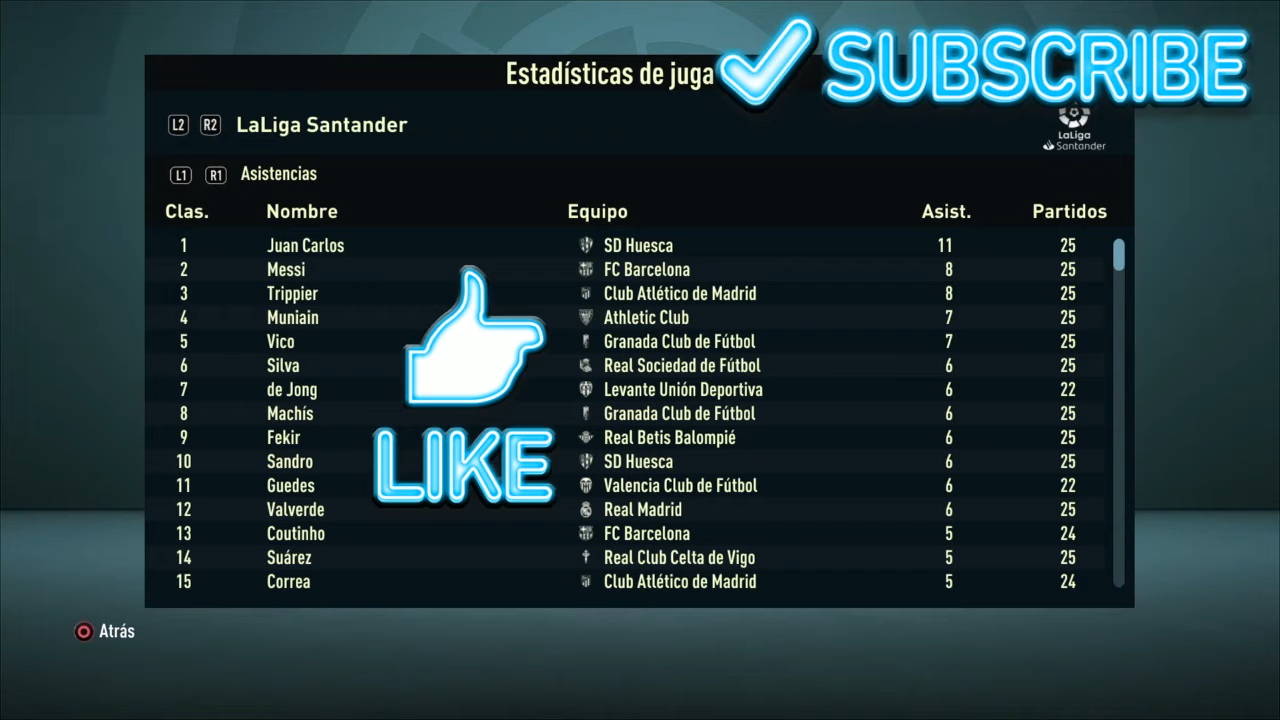 SUBSCRIBE
Estadísticas de juga
L2 R2 LaLiga Santander
LaLiga
Santander
L1 R1 Asistencias
Clas. Nombre Equipo Asist. Partidos
1 Juan Carlos SD Huesca 11 25
2 Messi FC Barcelona 8 25
3 Trippier Club Atlético de Madrid 8 25
4 Muniain Athletic Club 7 25
5 Vico Granada Club de Fútbol 7 25
6 Silva Real Sociedad de Fútbol 6 25
7 de Jong Levante Unión Deportiva 6 22
8 Machís Granada Club de Fútbol 6 25
9 Fekir Real Betis Balompié 6 25
10 Sandro SD Huesca 6 25
11 Guedes Valencia Club de Fútbol 6 22
12 Valverde Real Madrid 6 25
13 Coutinho FC Barcelona 5 24
14 Suárez Real Club Celta de Vigo 5 25
15 Correa Club Atlético de Madrid 5 24
LIKE
Atrás